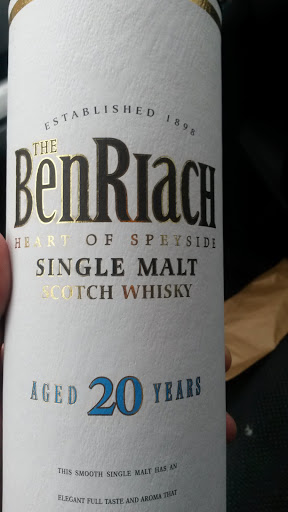 ESTABLISHED 1898
THE
BENRIACH
HEART OF SPEYSIDE
SINGLE MALT
SCOTCH WHISKY
AGED 20 YEARS
THIS SMOOTH SINGLE MALT HAS AN
ELEGANT FULL TASTE AND AROMA THAT